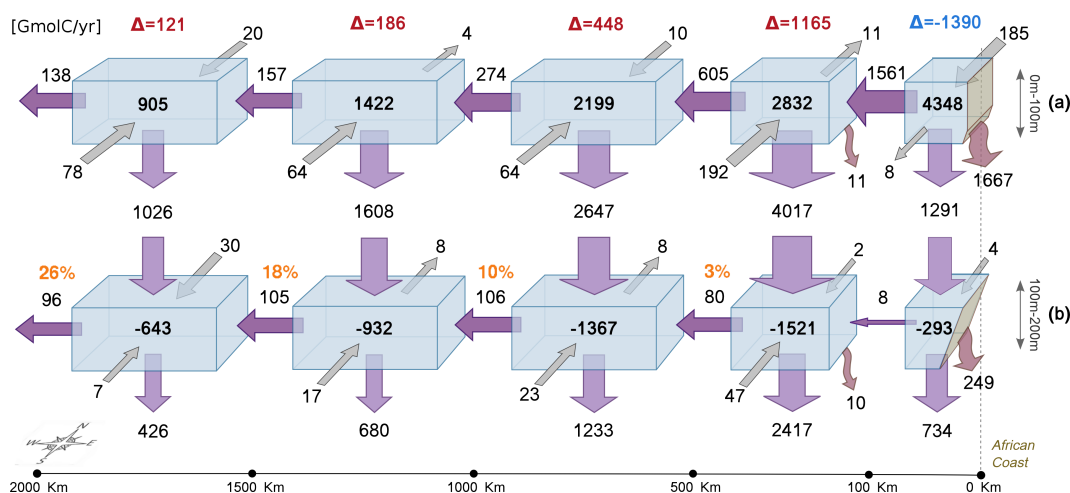 [GmolC/yr] Δ=121 Δ=186 Δ=448 Δ=1165 Δ=-1390
20 4 10 11 185
138 157 274 605 1561
905 1422 2199 2832 4348
0m-100m
(a)
78 64 64 192 11 8 1667
1026 1608 2647 4017 1291
30 8 8 2 4
26% 18% 10% 3%
96 105 106 80 8
-643 -932 -1367 -1521 -293
100m-200m
(b)
7 17 23 47 10 249
426 680 1233 2417 734
N
W E
S
African
Coast
2000 Km 1500 Km 1000 Km 500 Km 100 Km 0 Km